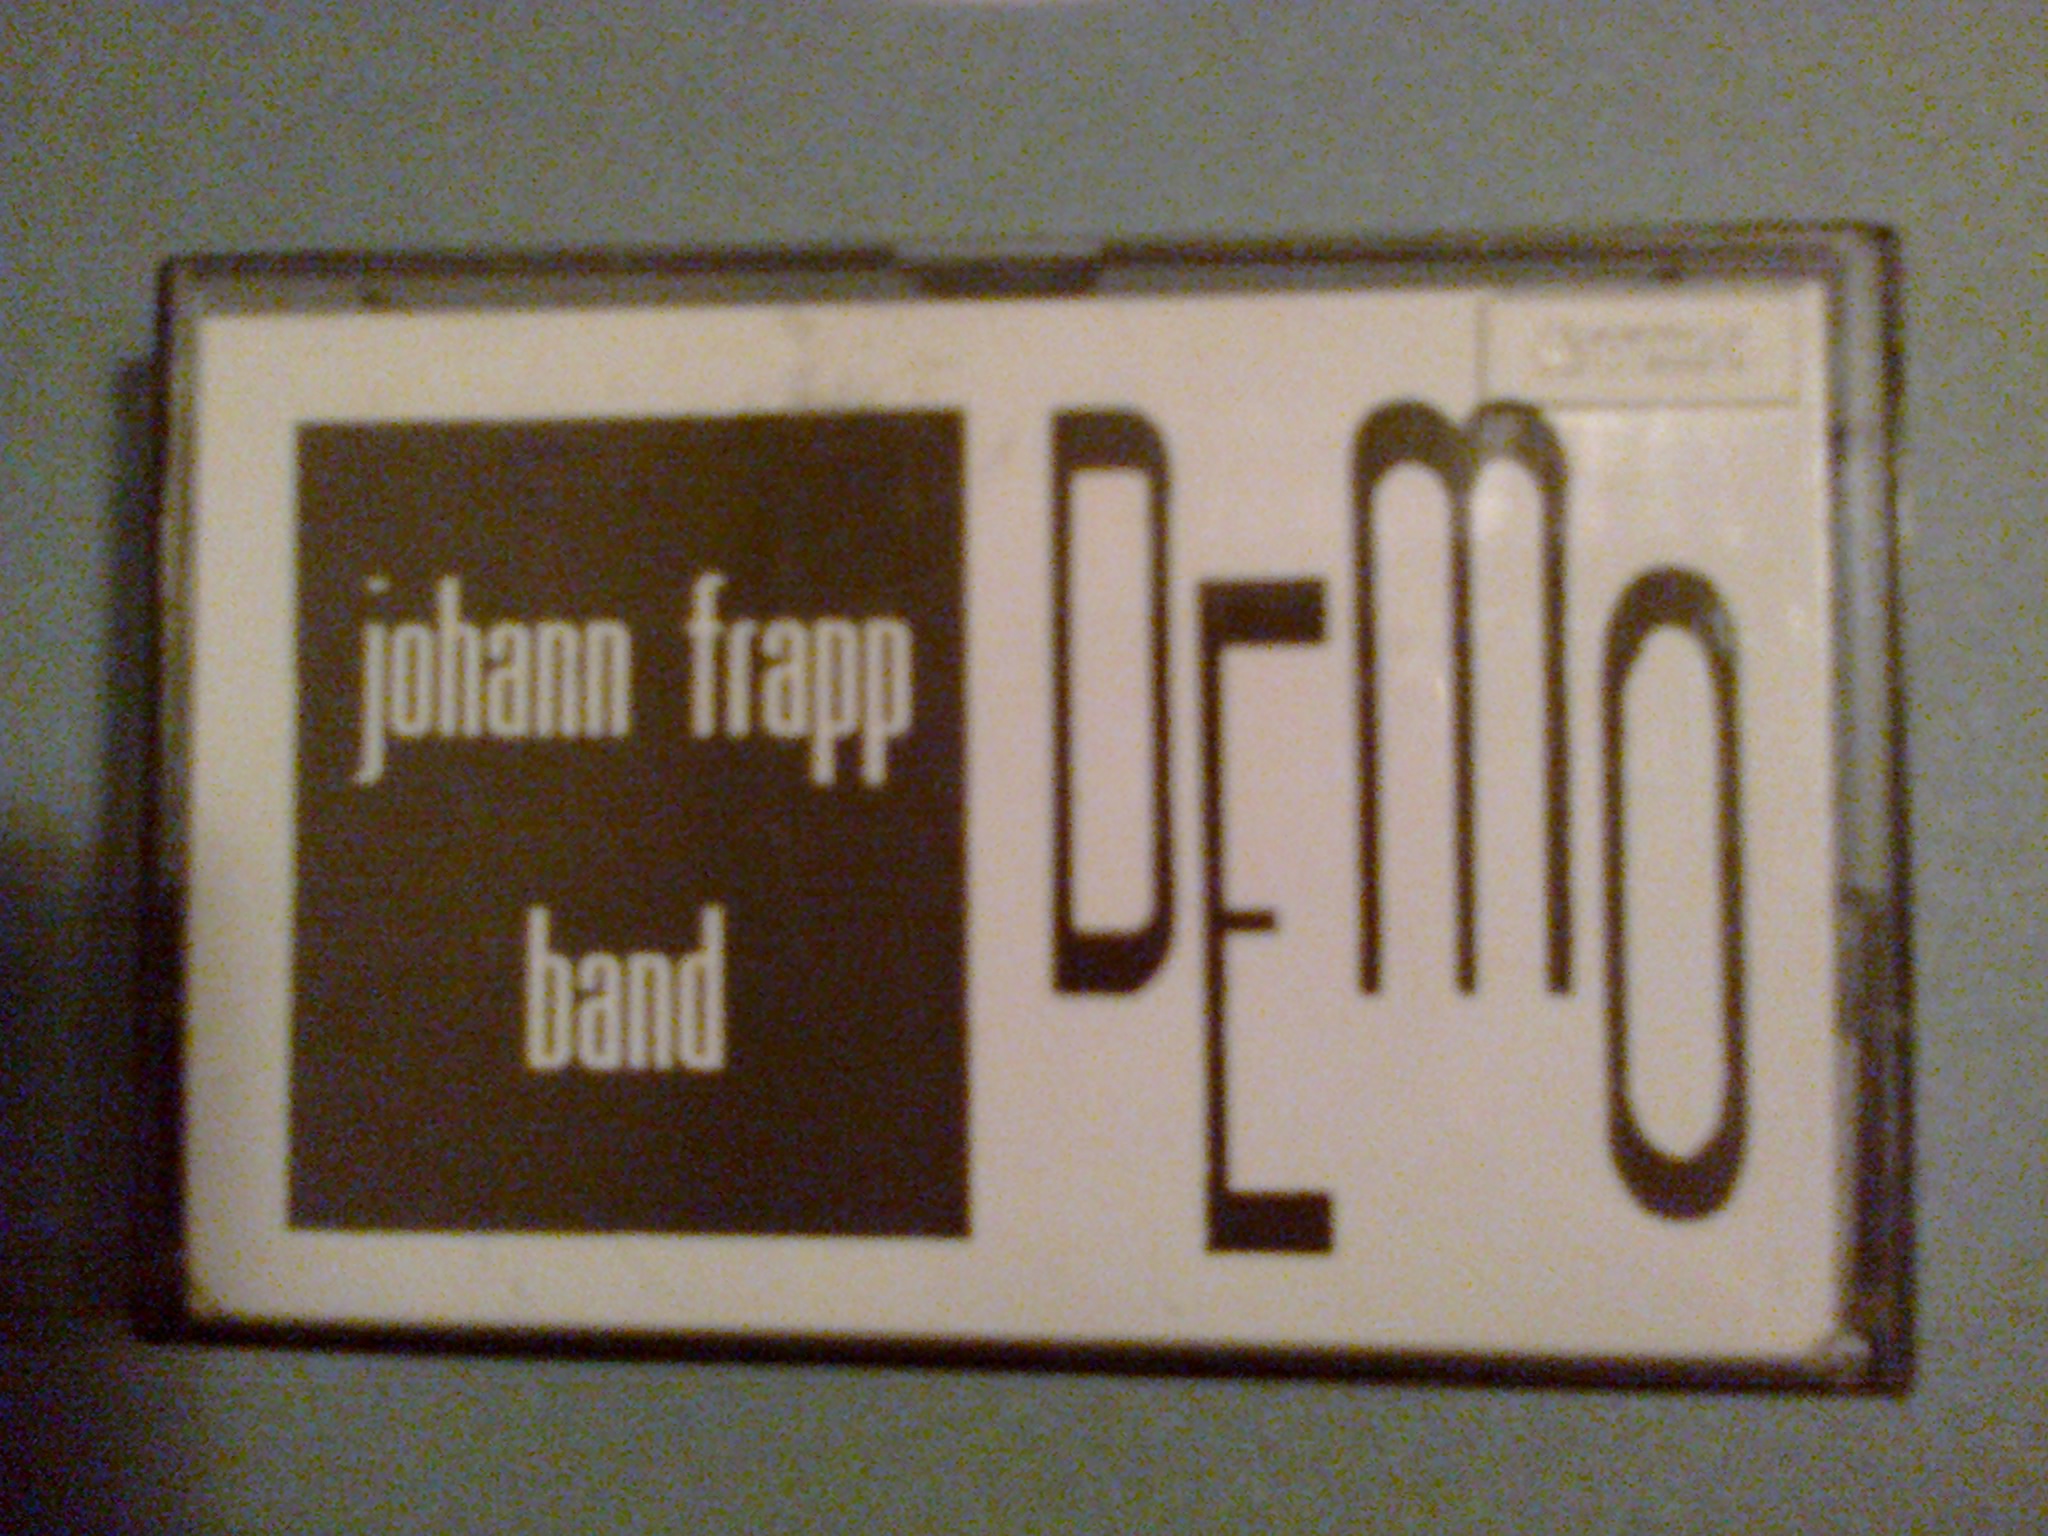 johann frapp
band
DEmO